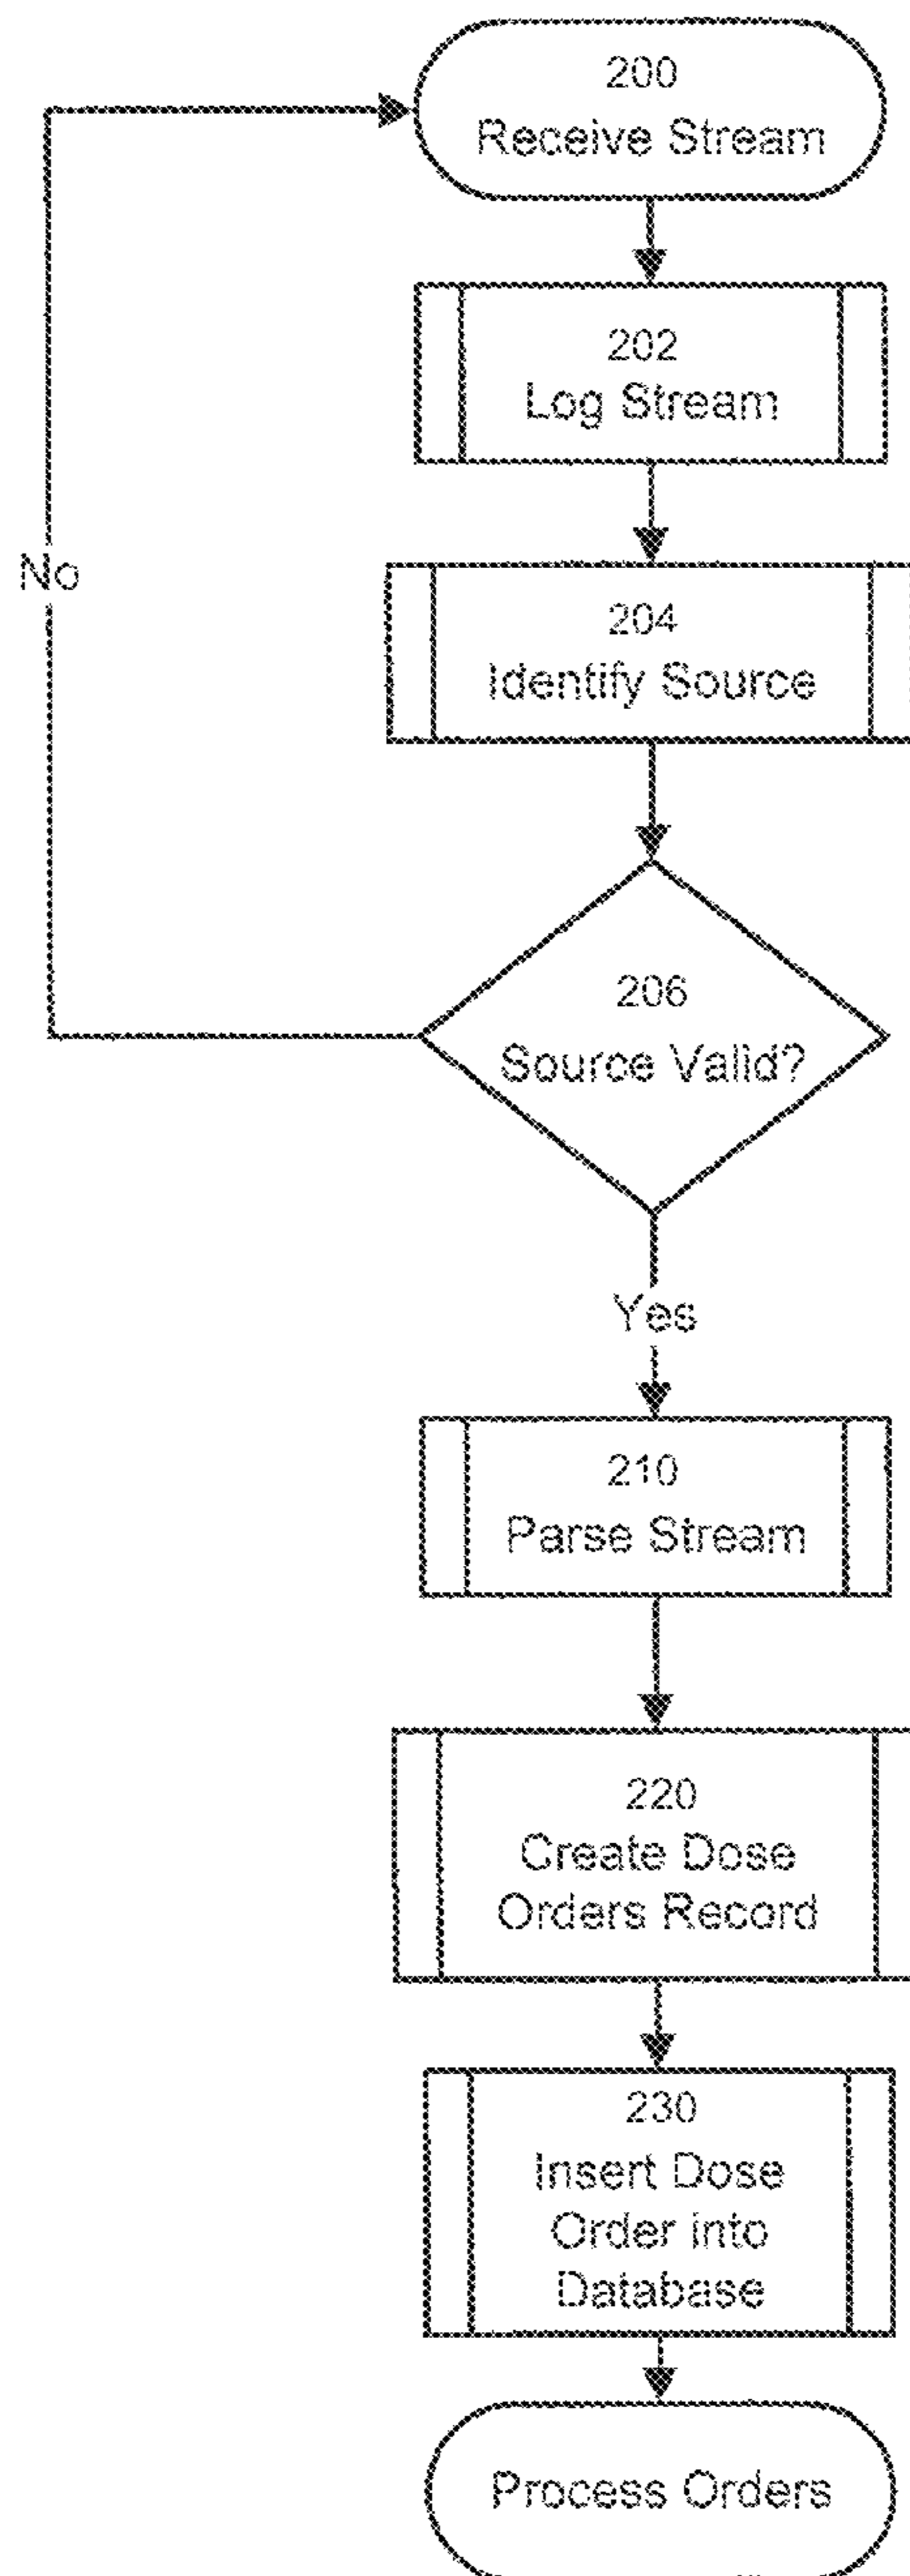 200
Receive Stream
202
Log Stream
No
204
Identify Source
206
Source Valid?
Yes
210
Parse Stream
220
Create Dose
Orders Record
230
Insert Dose
Order into
Database
Process Orders